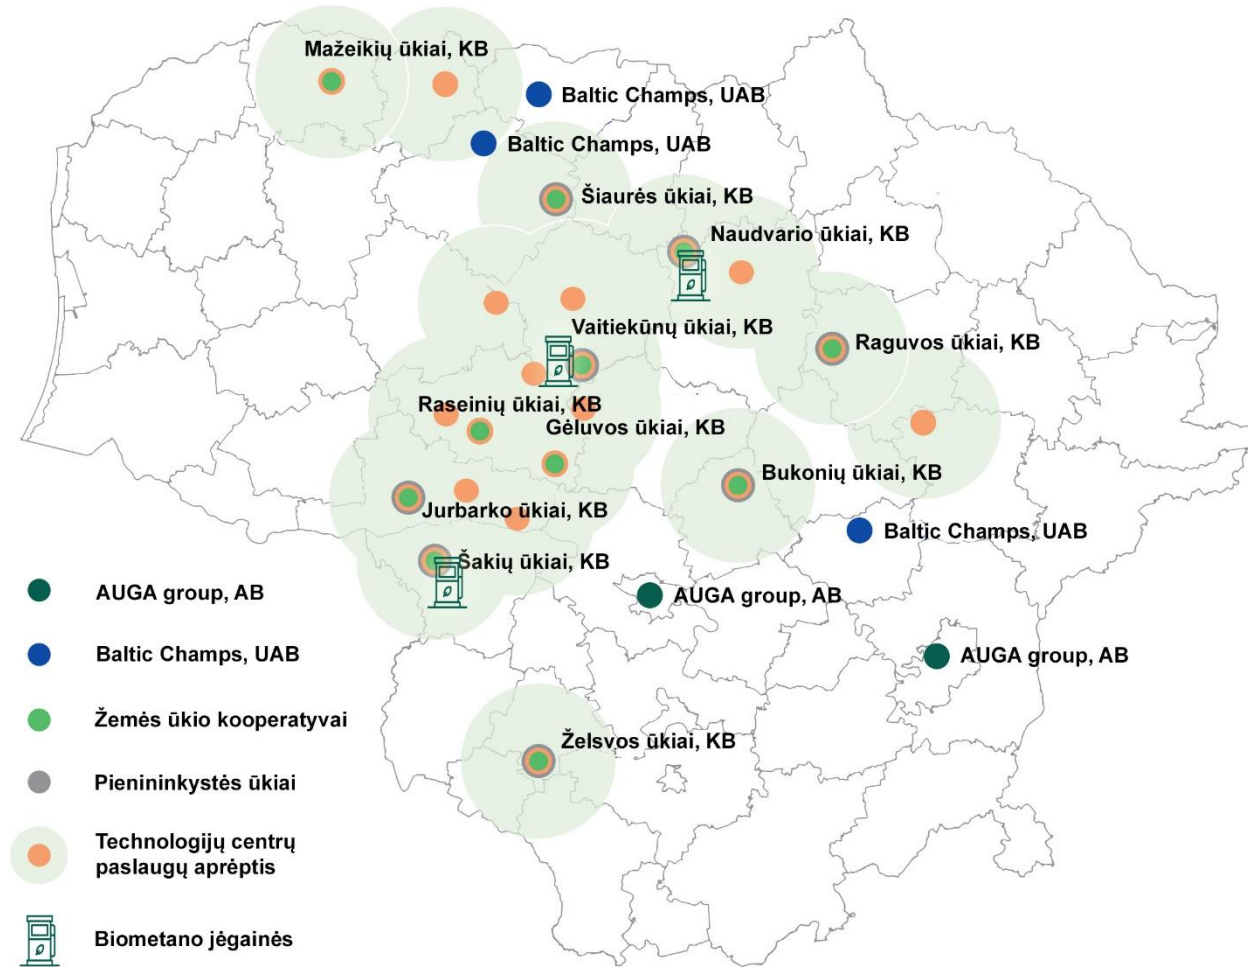 Mažeikių ūkiai, KB
Baltic Champs, UAB
Baltic Champs, UAB
Šiaurės ūkiai, KB
Naudvario ūkiai, KB
Vaitiekūnų ūkiai, KB
Raguvos ūkiai, KB
Raseinių ūkiai, KB
Gėluvos ūkiai, KB
Bukonių ūkiai, KB
Jurbarko ūkiai, KB
Baltic Champs, UAB
Šakių ūkiai, KB
AUGA group, AB
AUGA group, AB
Želsvos ūkiai, KB
AUGA group, AB
Baltic Champs, UAB
Žemės ūkio kooperatyvai
Pienininkystės ūkiai
Technologijų centrų
paslaugų aprėptis
Biometano jėgainės